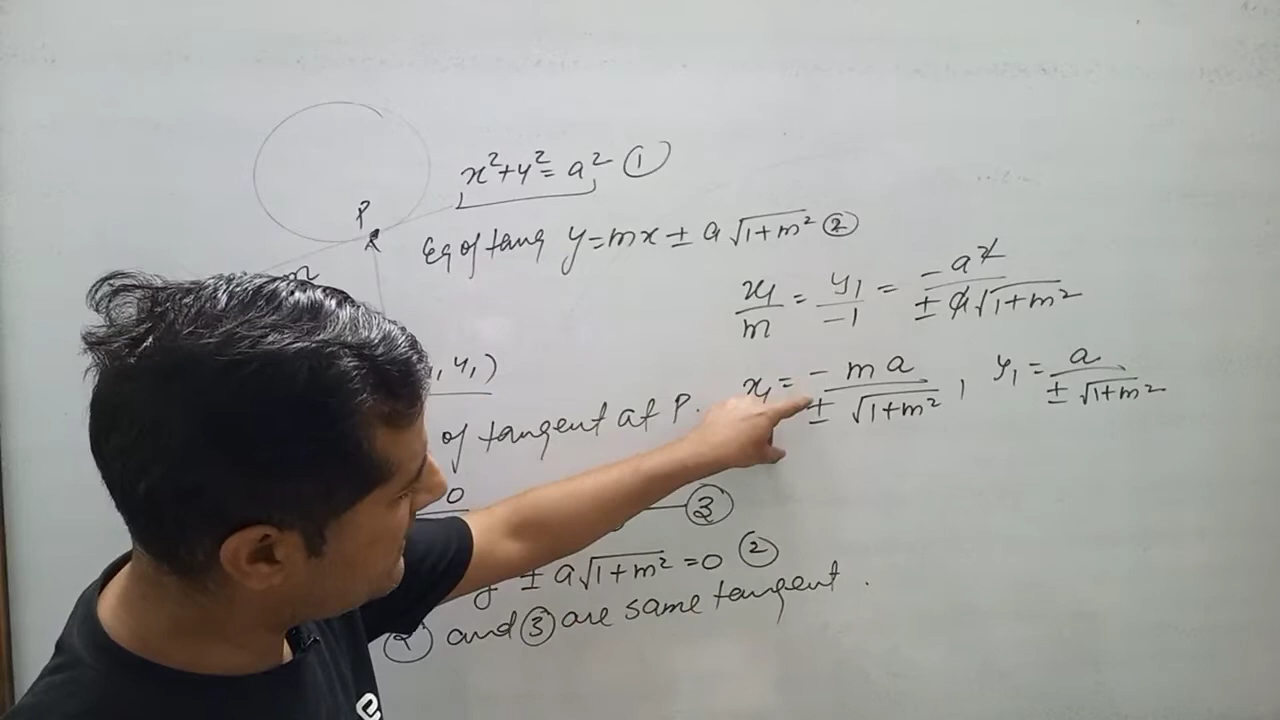 x²+y²=a² ①
P
Eq of tang y=mx±a√1+m² ②
m
x₁/m = y₁/-1 = -a²/±a√1+m²
, y₁)
x₁= -ma/±√1+m² , y₁= a/±√1+m²
of tangent at P.
0
③
y ±a√1+m² =0 ②
② and ③ are same tangent.
e